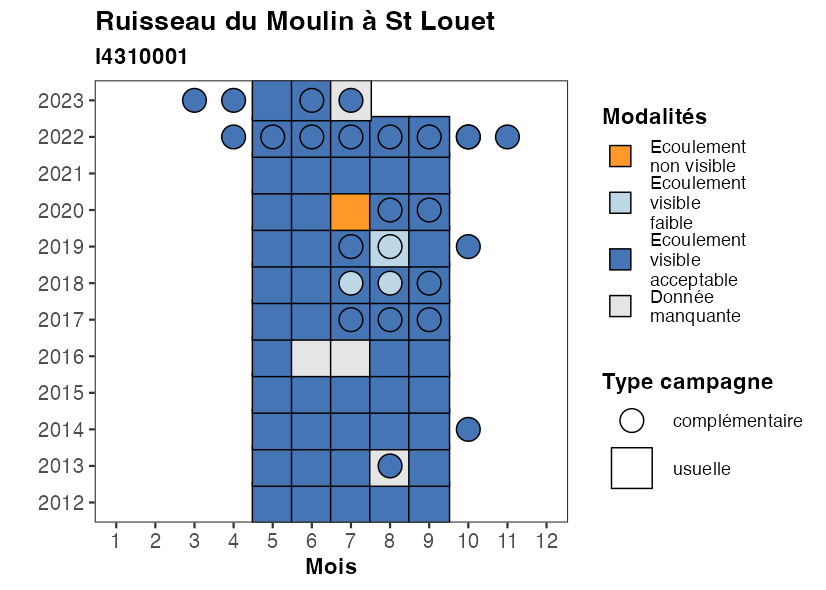 Ruisseau du Moulin à St Louet
I4310001
2023
2022
2021
2020
2019
2018
2017
2016
2015
2014
2013
2012
1 2 3 4 5 6 7 8 9 10 11 12
Mois
Modalités
Ecoulement
non visible
Ecoulement
visible
faible
Ecoulement
visible
acceptable
Donnée
manquante
Type campagne
complémentaire
usuelle